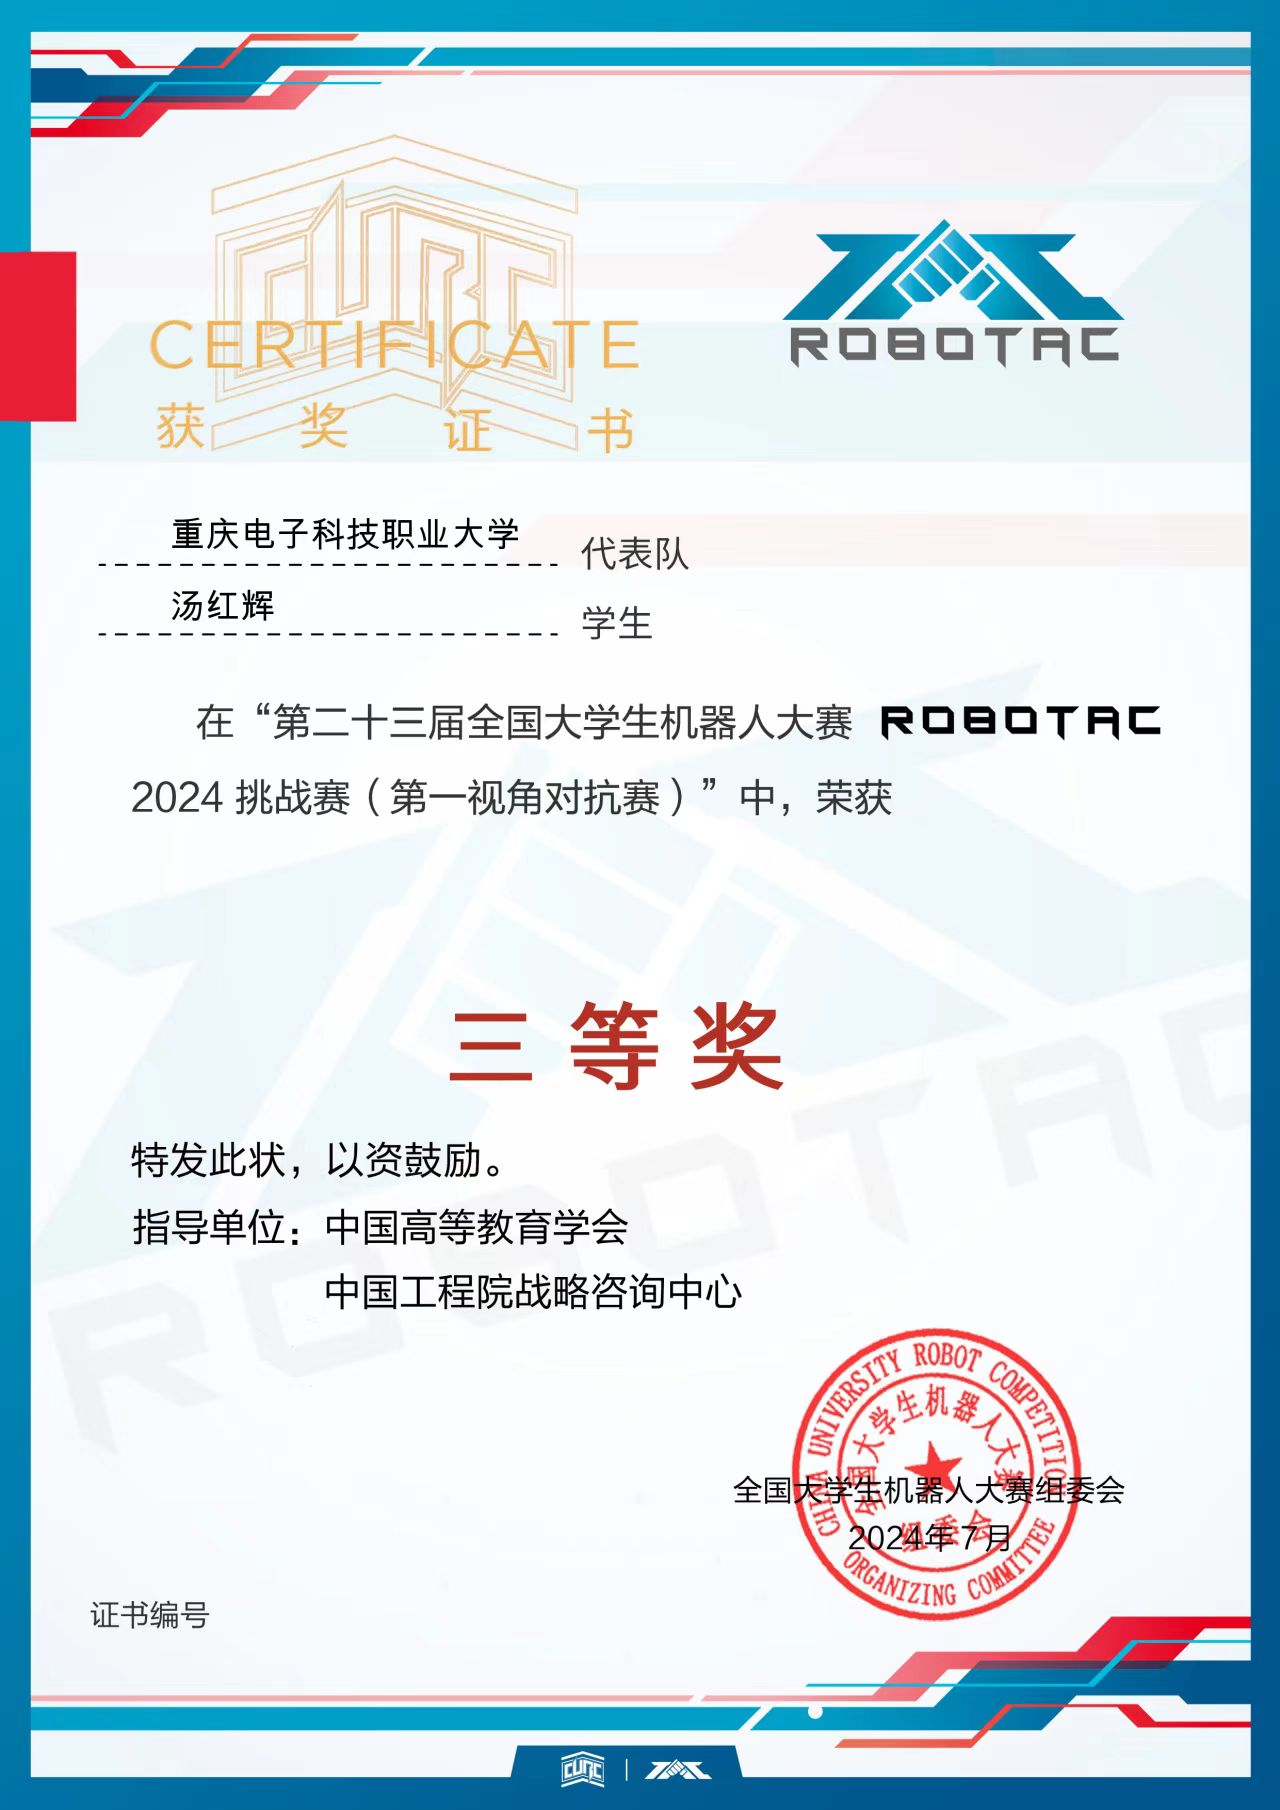 CURC
CERTIFICATE
获奖证书
ROBOTAC
重庆电子科技职业大学 代表队
汤红辉 学生
在“第二十三届全国大学生机器人大赛 ROBOTAC
2024 挑战赛（第一视角对抗赛）”中，荣获
三等奖
特发此状，以资鼓励。
指导单位：中国高等教育学会
中国工程院战略咨询中心
CHINA UNIVERSITY ROBOT COMPETITION
全国大学生机器人大赛
组委会
ORGANIZING COMMITTEE
全国大学生机器人大赛组委会
2024年7月
证书编号
ROBOTAC
CURC